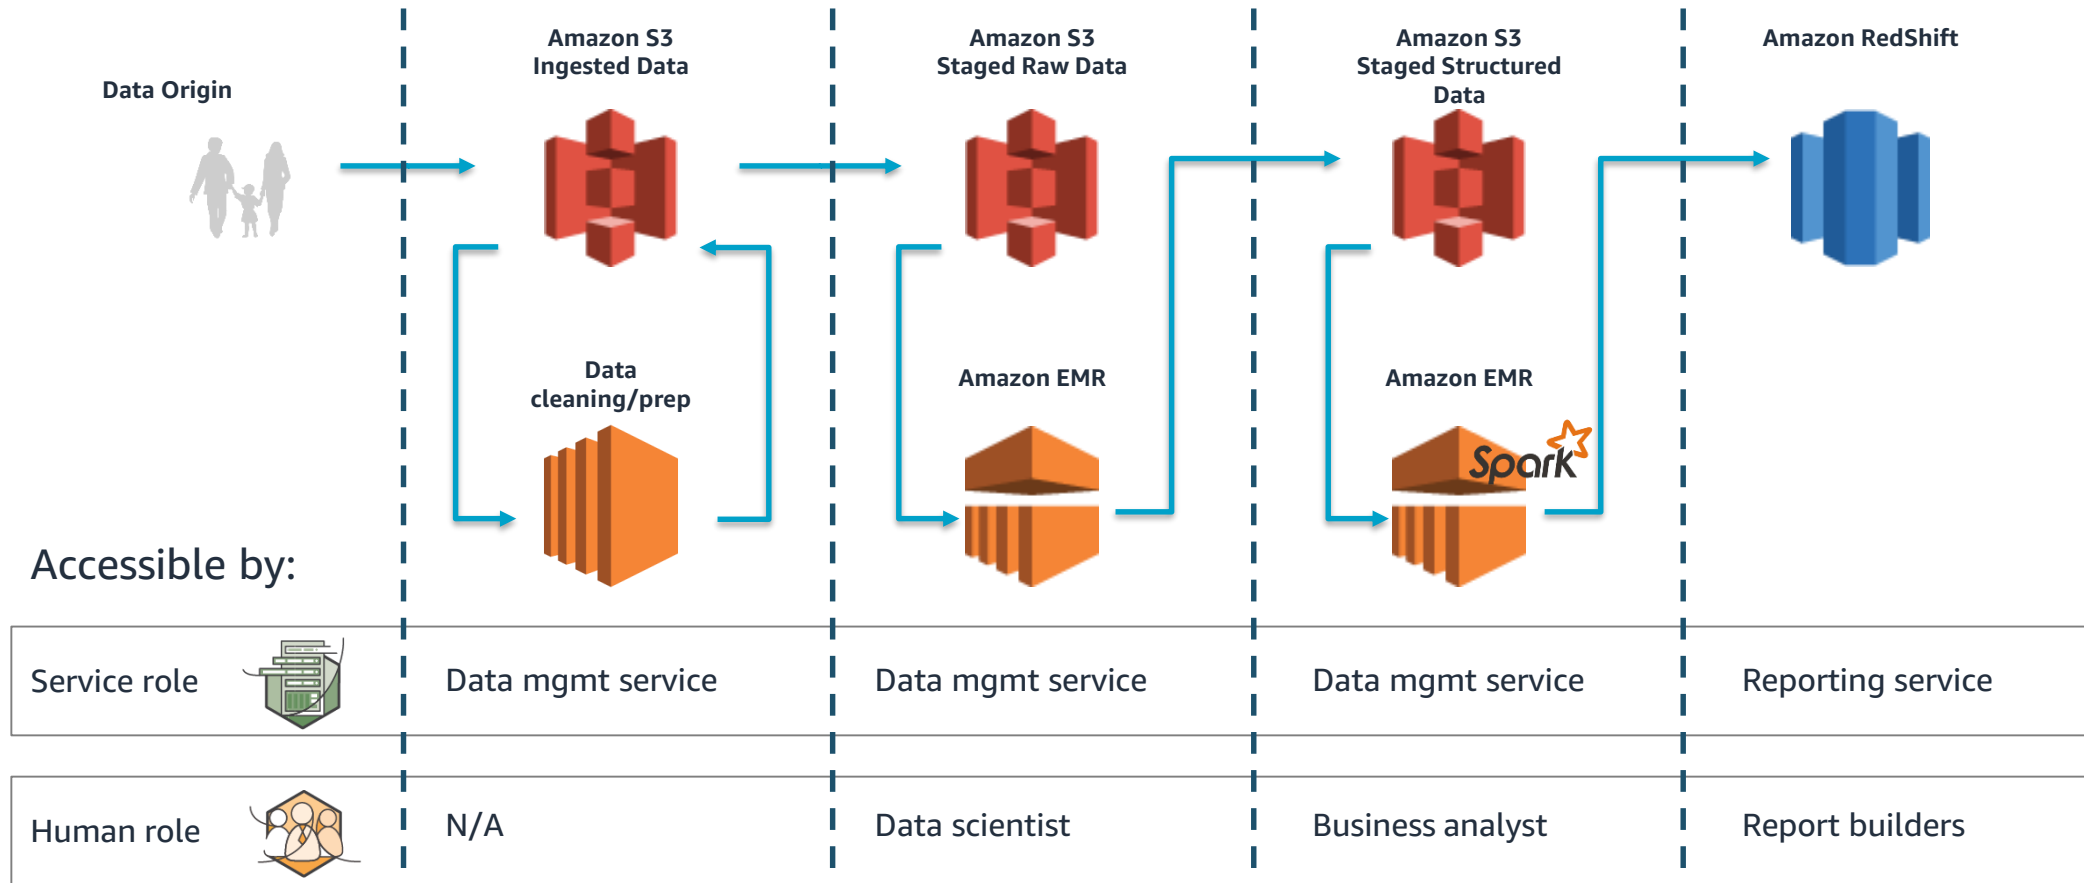 Data Origin
Amazon S3
Ingested Data
Amazon S3
Staged Raw Data
Amazon S3
Staged Structured
Data
Amazon RedShift
Data
cleaning/prep
Amazon EMR
Amazon EMR
Spark
Accessible by:
Service role
Data mgmt service
Data mgmt service
Data mgmt service
Reporting service
Human role
N/A
Data scientist
Business analyst
Report builders